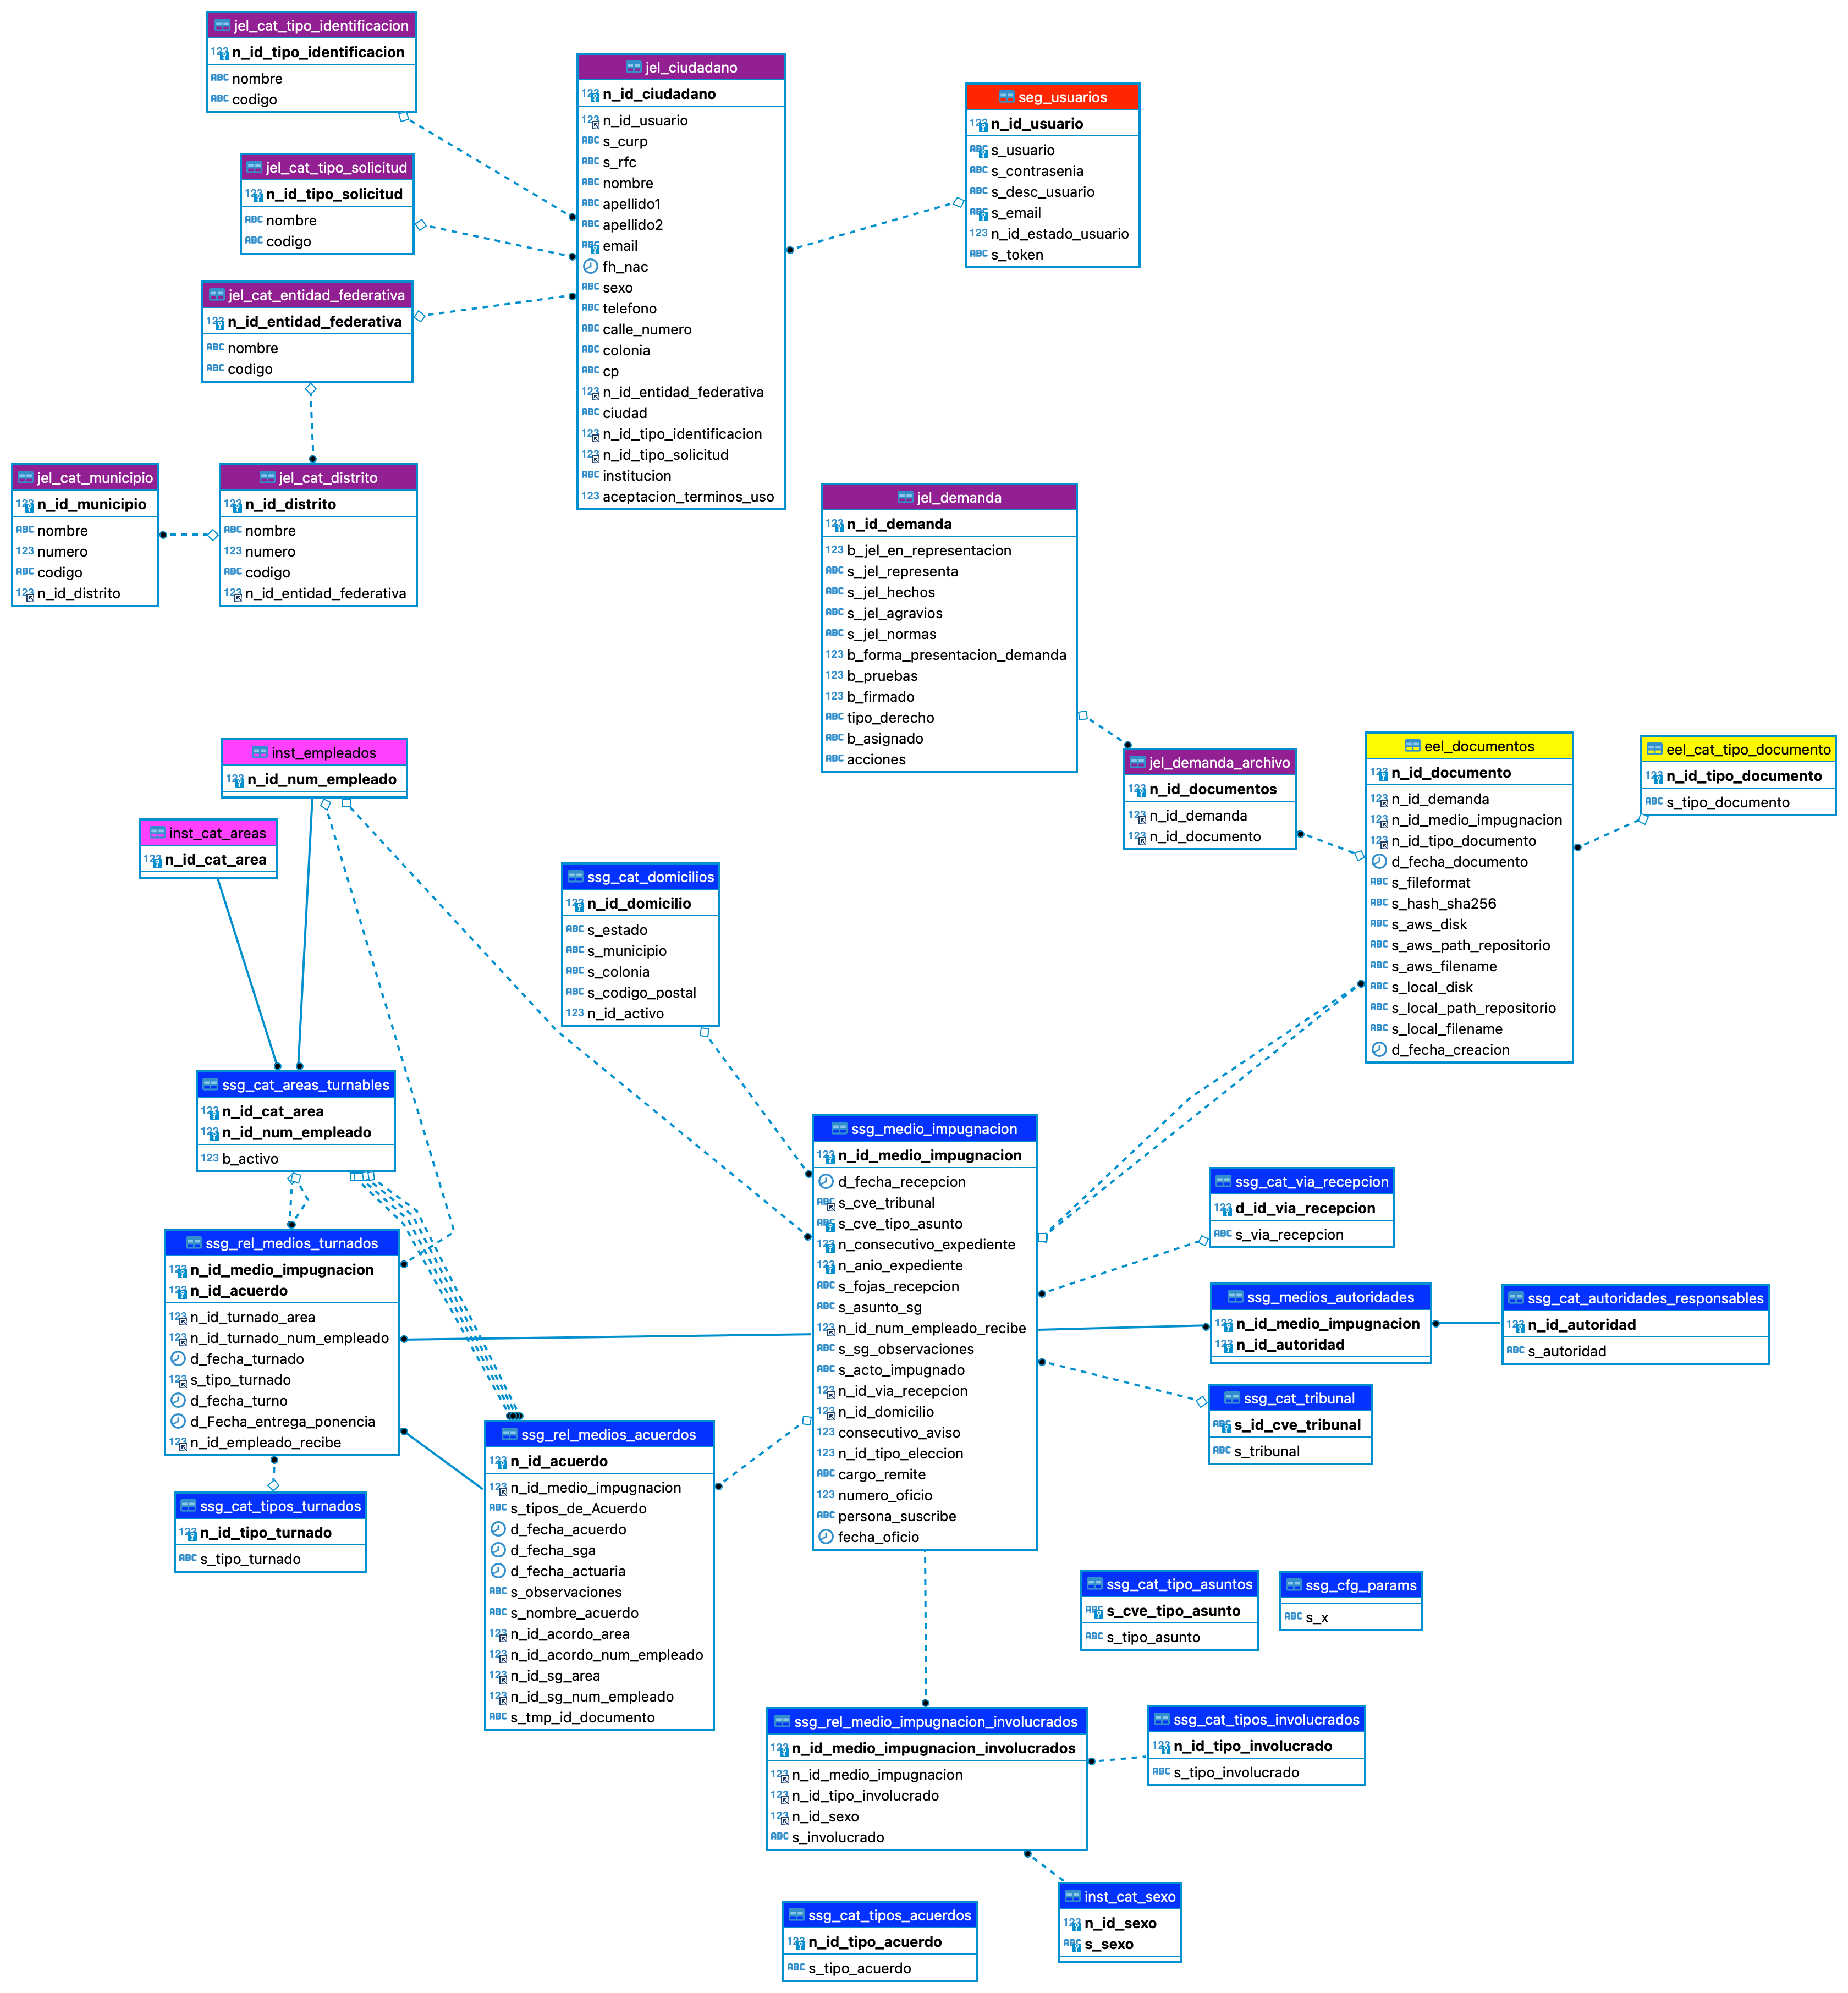 jel_cat_tipo_identificacion
n_id_tipo_identificacion
nombre
codigo
jel_cat_tipo_solicitud
n_id_tipo_solicitud
nombre
codigo
jel_cat_entidad_federativa
n_id_entidad_federativa
nombre
codigo
jel_cat_municipio
n_id_municipio
nombre
numero
codigo
n_id_distrito
jel_cat_distrito
n_id_distrito
nombre
numero
codigo
n_id_entidad_federativa
jel_ciudadano
n_id_ciudadano
n_id_usuario
s_curp
s_rfc
nombre
apellido1
apellido2
email
fh_nac
sexo
telefono
calle_numero
colonia
cp
n_id_entidad_federativa
ciudad
n_id_tipo_identificacion
n_id_tipo_solicitud
institucion
aceptacion_terminos_uso
seg_usuarios
n_id_usuario
s_usuario
s_contrasenia
s_desc_usuario
s_email
n_id_estado_usuario
s_token
jel_demanda
n_id_demanda
b_jel_en_representacion
s_jel_representa
s_jel_hechos
s_jel_agravios
s_jel_normas
b_forma_presentacion_demanda
b_pruebas
b_firmado
tipo_derecho
b_asignado
acciones
jel_demanda_archivo
n_id_documentos
n_id_demanda
n_id_documento
eel_documentos
n_id_documento
n_id_demanda
n_id_medio_impugnacion
n_id_tipo_documento
d_fecha_documento
s_fileformat
s_hash_sha256
s_aws_disk
s_aws_path_repositorio
s_aws_filename
s_local_disk
s_local_path_repositorio
s_local_filename
d_fecha_creacion
eel_cat_tipo_documento
n_id_tipo_documento
s_tipo_documento
inst_empleados
n_id_num_empleado
inst_cat_areas
n_id_cat_area
ssg_cat_domicilios
n_id_domicilio
s_estado
s_municipio
s_colonia
s_codigo_postal
n_id_activo
ssg_cat_areas_turnables
n_id_cat_area
n_id_num_empleado
b_activo
ssg_rel_medios_turnados
n_id_medio_impugnacion
n_id_acuerdo
n_id_turnado_area
n_id_turnado_num_empleado
d_fecha_turnado
s_tipo_turnado
d_fecha_turno
d_Fecha_entrega_ponencia
n_id_empleado_recibe
ssg_cat_tipos_turnados
n_id_tipo_turnado
s_tipo_turnado
ssg_rel_medios_acuerdos
n_id_acuerdo
n_id_medio_impugnacion
s_tipos_de_Acuerdo
d_fecha_acuerdo
d_fecha_sga
d_fecha_actuaria
s_observaciones
s_nombre_acuerdo
n_id_acordo_area
n_id_acordo_num_empleado
n_id_sg_area
n_id_sg_num_empleado
s_tmp_id_documento
ssg_medio_impugnacion
n_id_medio_impugnacion
d_fecha_recepcion
s_cve_tribunal
s_cve_tipo_asunto
n_consecutivo_expediente
n_anio_expediente
s_fojas_recepcion
s_asunto_sg
n_id_num_empleado_recibe
s_sg_observaciones
s_acto_impugnado
n_id_via_recepcion
n_id_domicilio
consecutivo_aviso
n_id_tipo_eleccion
cargo_remite
numero_oficio
persona_suscribe
fecha_oficio
ssg_cat_via_recepcion
d_id_via_recepcion
s_via_recepcion
ssg_medios_autoridades
n_id_medio_impugnacion
n_id_autoridad
ssg_cat_autoridades_responsables
n_id_autoridad
s_autoridad
ssg_cat_tribunal
s_id_cve_tribunal
s_tribunal
ssg_cat_tipo_asuntos
s_cve_tipo_asunto
s_tipo_asunto
ssg_cfg_params
s_x
ssg_rel_medio_impugnacion_involucrados
n_id_medio_impugnacion_involucrados
n_id_medio_impugnacion
n_id_tipo_involucrado
n_id_sexo
s_involucrado
ssg_cat_tipos_involucrados
n_id_tipo_involucrado
s_tipo_involucrado
inst_cat_sexo
n_id_sexo
s_sexo
ssg_cat_tipos_acuerdos
n_id_tipo_acuerdo
s_tipo_acuerdo